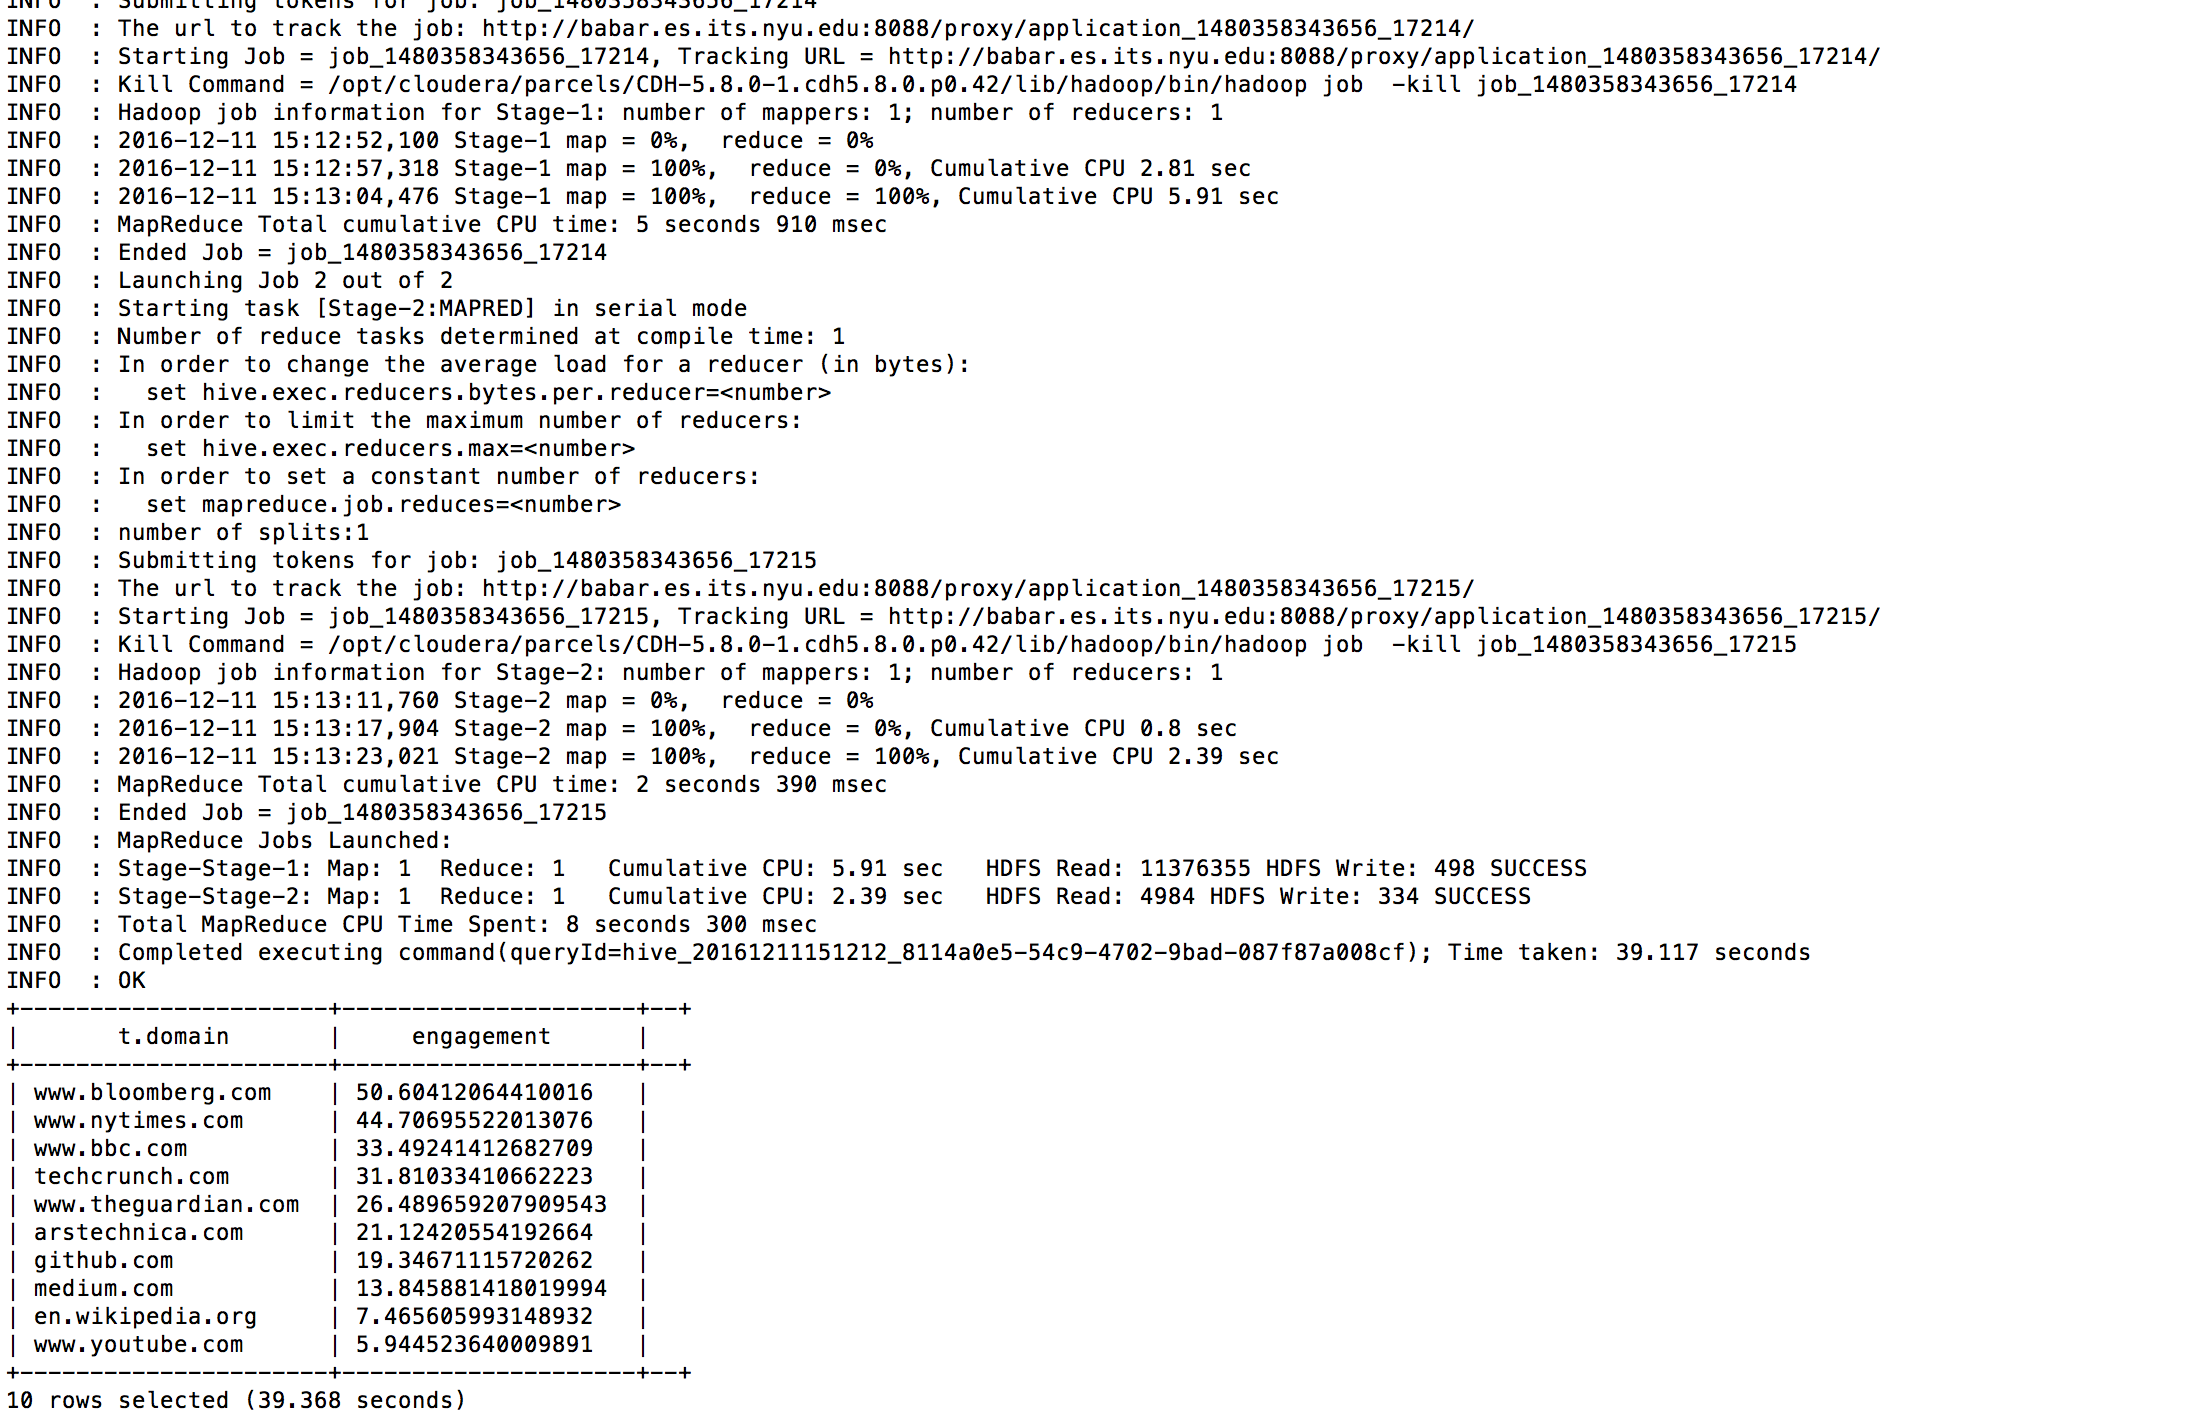 INFO  : Submitting tokens for job: job_1480358343656_17214
INFO  : The url to track the job: http://babar.es.its.nyu.edu:8088/proxy/application_1480358343656_17214/
INFO  : Starting Job = job_1480358343656_17214, Tracking URL = http://babar.es.its.nyu.edu:8088/proxy/application_1480358343656_17214/
INFO  : Kill Command = /opt/cloudera/parcels/CDH-5.8.0-1.cdh5.8.0.p0.42/lib/hadoop/bin/hadoop job  -kill job_1480358343656_17214
INFO  : Hadoop job information for Stage-1: number of mappers: 1; number of reducers: 1
INFO  : 2016-12-11 15:12:52,100 Stage-1 map = 0%,  reduce = 0%
INFO  : 2016-12-11 15:12:57,318 Stage-1 map = 100%,  reduce = 0%, Cumulative CPU 2.81 sec
INFO  : 2016-12-11 15:13:04,476 Stage-1 map = 100%,  reduce = 100%, Cumulative CPU 5.91 sec
INFO  : MapReduce Total cumulative CPU time: 5 seconds 910 msec
INFO  : Ended Job = job_1480358343656_17214
INFO  : Launching Job 2 out of 2
INFO  : Starting task [Stage-2:MAPRED] in serial mode
INFO  : Number of reduce tasks determined at compile time: 1
INFO  : In order to change the average load for a reducer (in bytes):
INFO  :   set hive.exec.reducers.bytes.per.reducer=<number>
INFO  : In order to limit the maximum number of reducers:
INFO  :   set hive.exec.reducers.max=<number>
INFO  : In order to set a constant number of reducers:
INFO  :   set mapreduce.job.reduces=<number>
INFO  : number of splits:1
INFO  : Submitting tokens for job: job_1480358343656_17215
INFO  : The url to track the job: http://babar.es.its.nyu.edu:8088/proxy/application_1480358343656_17215/
INFO  : Starting Job = job_1480358343656_17215, Tracking URL = http://babar.es.its.nyu.edu:8088/proxy/application_1480358343656_17215/
INFO  : Kill Command = /opt/cloudera/parcels/CDH-5.8.0-1.cdh5.8.0.p0.42/lib/hadoop/bin/hadoop job  -kill job_1480358343656_17215
INFO  : Hadoop job information for Stage-2: number of mappers: 1; number of reducers: 1
INFO  : 2016-12-11 15:13:11,760 Stage-2 map = 0%,  reduce = 0%
INFO  : 2016-12-11 15:13:17,904 Stage-2 map = 100%,  reduce = 0%, Cumulative CPU 0.8 sec
INFO  : 2016-12-11 15:13:23,021 Stage-2 map = 100%,  reduce = 100%, Cumulative CPU 2.39 sec
INFO  : MapReduce Total cumulative CPU time: 2 seconds 390 msec
INFO  : Ended Job = job_1480358343656_17215
INFO  : MapReduce Jobs Launched:
INFO  : Stage-Stage-1: Map: 1  Reduce: 1   Cumulative CPU: 5.91 sec   HDFS Read: 11376355 HDFS Write: 498 SUCCESS
INFO  : Stage-Stage-2: Map: 1  Reduce: 1   Cumulative CPU: 2.39 sec   HDFS Read: 4984 HDFS Write: 334 SUCCESS
INFO  : Total MapReduce CPU Time Spent: 8 seconds 300 msec
INFO  : Completed executing command(queryId=hive_20161211151212_8114a0e5-54c9-4702-9bad-087f87a008cf); Time taken: 39.117 seconds
INFO  : OK
+----------------------+---------------------+--+
|       t.domain       |     engagement      |
+----------------------+---------------------+--+
| www.bloomberg.com    | 50.60412064410016   |
| www.nytimes.com      | 44.70695522013076   |
| www.bbc.com          | 33.49241412682709   |
| techcrunch.com       | 31.81033410662223   |
| www.theguardian.com  | 26.489659207909543  |
| arstechnica.com      | 21.12420554192664   |
| github.com           | 19.34671115720262   |
| medium.com           | 13.845881418019994  |
| en.wikipedia.org     | 7.465605993148932   |
| www.youtube.com      | 5.944523640009891   |
+----------------------+---------------------+--+
10 rows selected (39.368 seconds)